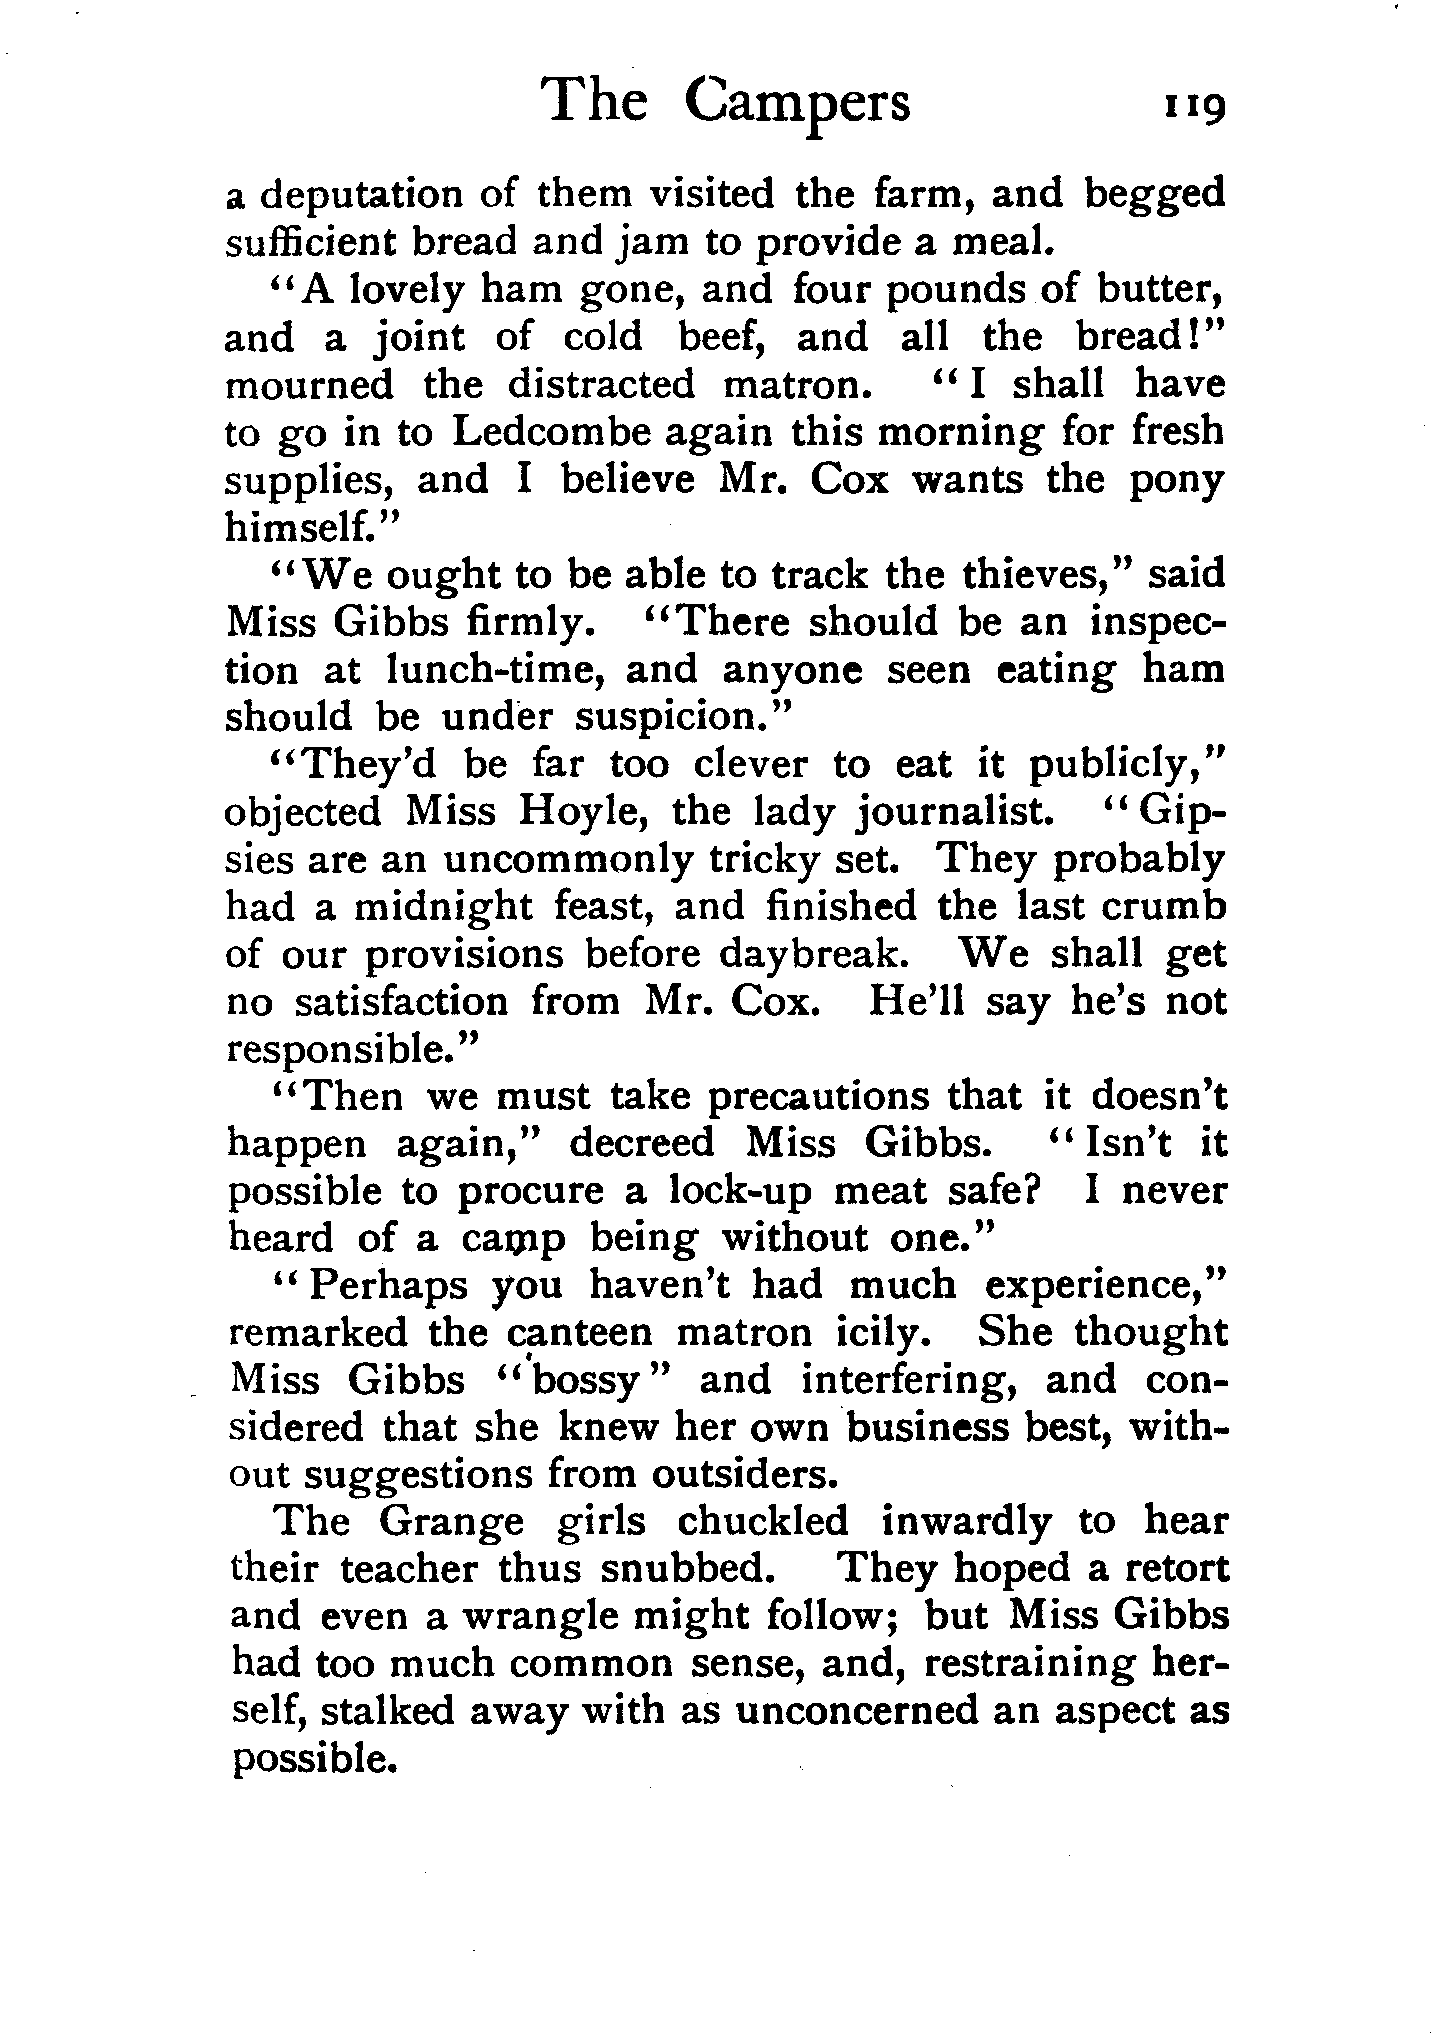 The Campers 119
a deputation of them visited the farm, and begged
sufficient bread and jam to provide a meal.
"A lovely ham gone, and four pounds of butter,
and a joint of cold beef, and all the bread!"
mourned the distracted matron. "I shall have
to go in to Ledcombe again this morning for fresh
supplies, and I believe Mr. Cox wants the pony
himself."
"We ought to be able to track the thieves," said
Miss Gibbs firmly. "There should be an inspec-
tion at lunch-time, and anyone seen eating ham
should be under suspicion."
"They'd be far too clever to eat it publicly,"
objected Miss Hoyle, the lady journalist. "Gip-
sies are an uncommonly tricky set. They probably
had a midnight feast, and finished the last crumb
of our provisions before daybreak. We shall get
no satisfaction from Mr. Cox. He'll say he's not
responsible."
"Then we must take precautions that it doesn't
happen again," decreed Miss Gibbs. "Isn't it
possible to procure a lock-up meat safe? I never
heard of a camp being without one."
"Perhaps you haven't had much experience,"
remarked the canteen matron icily. She thought
Miss Gibbs "bossy" and interfering, and con-
sidered that she knew her own business best, with-
out suggestions from outsiders.
The Grange girls chuckled inwardly to hear
their teacher thus snubbed. They hoped a retort
and even a wrangle might follow; but Miss Gibbs
had too much common sense, and, restraining her-
self, stalked away with as unconcerned an aspect as
possible.